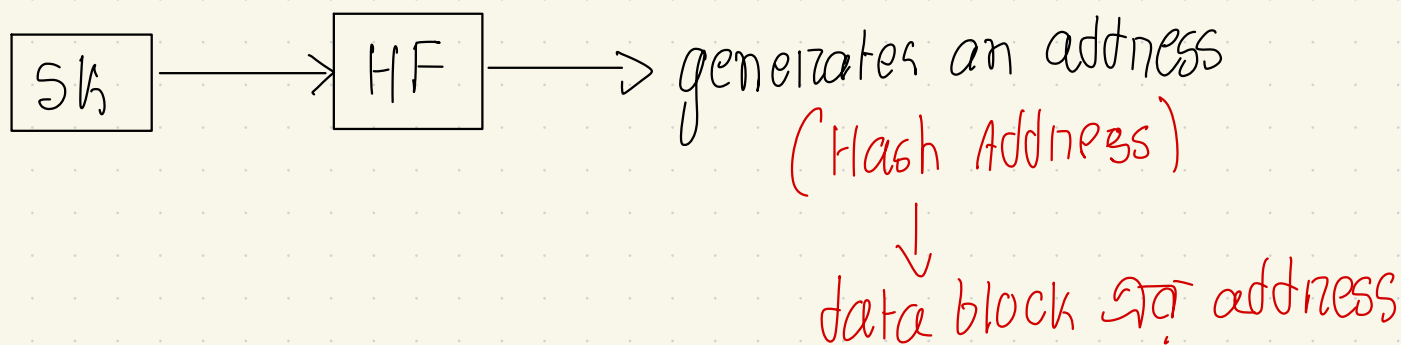 SK HF generates an address
(Hash Address)
data block এর address